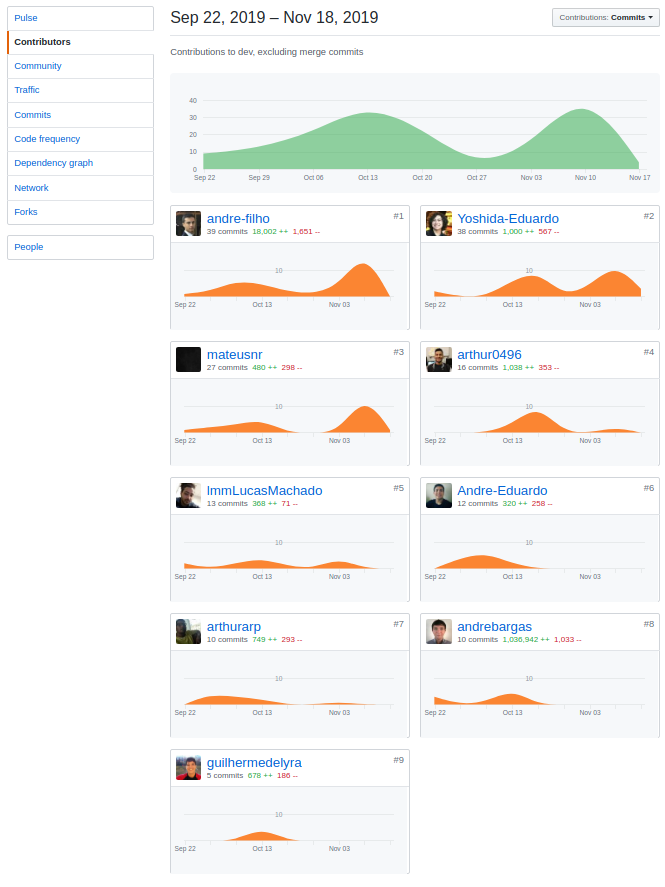 Pulse
Contributors
Community
Traffic
Commits
Code frequency
Dependency graph
Network
Forks
People
Sep 22, 2019 – Nov 18, 2019
Contributions: Commits
Contributions to dev, excluding merge commits
40
30
20
10
0
Sep 22 Sep 29 Oct 06 Oct 13 Oct 20 Oct 27 Nov 03 Nov 10 Nov 17
andre-filho #1
39 commits 18,002 ++ 1,651 --
10
Sep 22 Oct 13 Nov 03
Yoshida-Eduardo #2
38 commits 1,000 ++ 567 --
10
Sep 22 Oct 13 Nov 03
mateusnr #3
27 commits 480 ++ 298 --
10
Sep 22 Oct 13 Nov 03
arthur0496 #4
16 commits 1,038 ++ 353 --
10
Sep 22 Oct 13 Nov 03
lmmLucasMachado #5
13 commits 368 ++ 71 --
10
Sep 22 Oct 13 Nov 03
Andre-Eduardo #6
12 commits 320 ++ 258 --
10
Sep 22 Oct 13 Nov 03
arthurarp #7
10 commits 749 ++ 293 --
10
Sep 22 Oct 13 Nov 03
andrebargas #8
10 commits 1,036,942 ++ 1,033 --
10
Sep 22 Oct 13 Nov 03
guilhermedelyra #9
5 commits 678 ++ 186 --
10
Sep 22 Oct 13 Nov 03